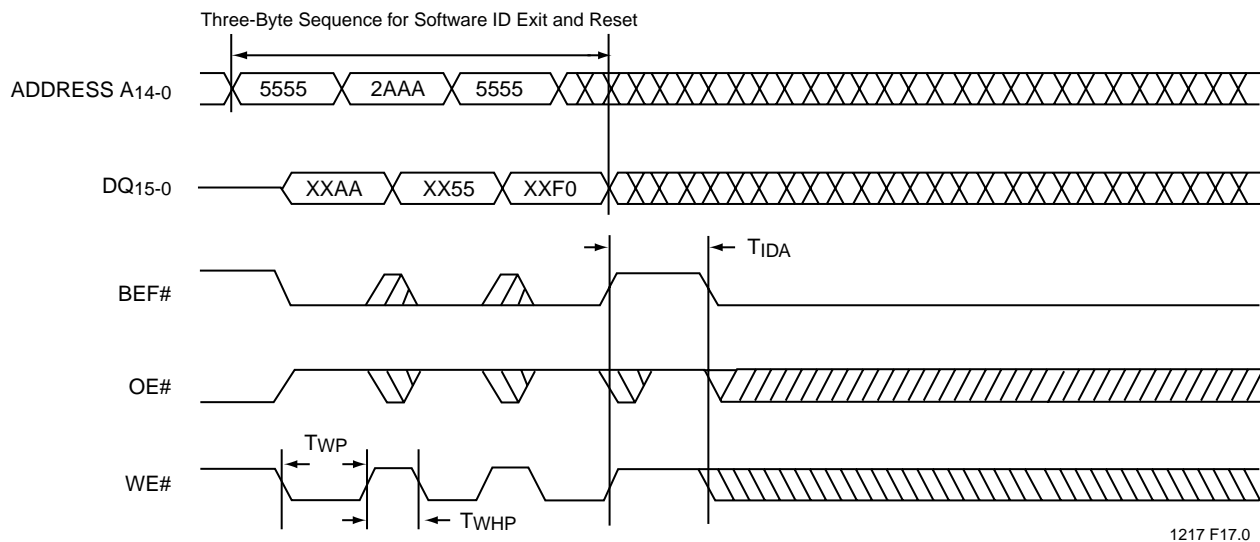 Three-Byte Sequence for Software ID Exit and Reset
ADDRESS A14-0
5555
2AAA
5555
DQ15-0
XXAA
XX55
XXF0
TIDA
BEF#
OE#
TWP
WE#
TWHP
1217 F17.0